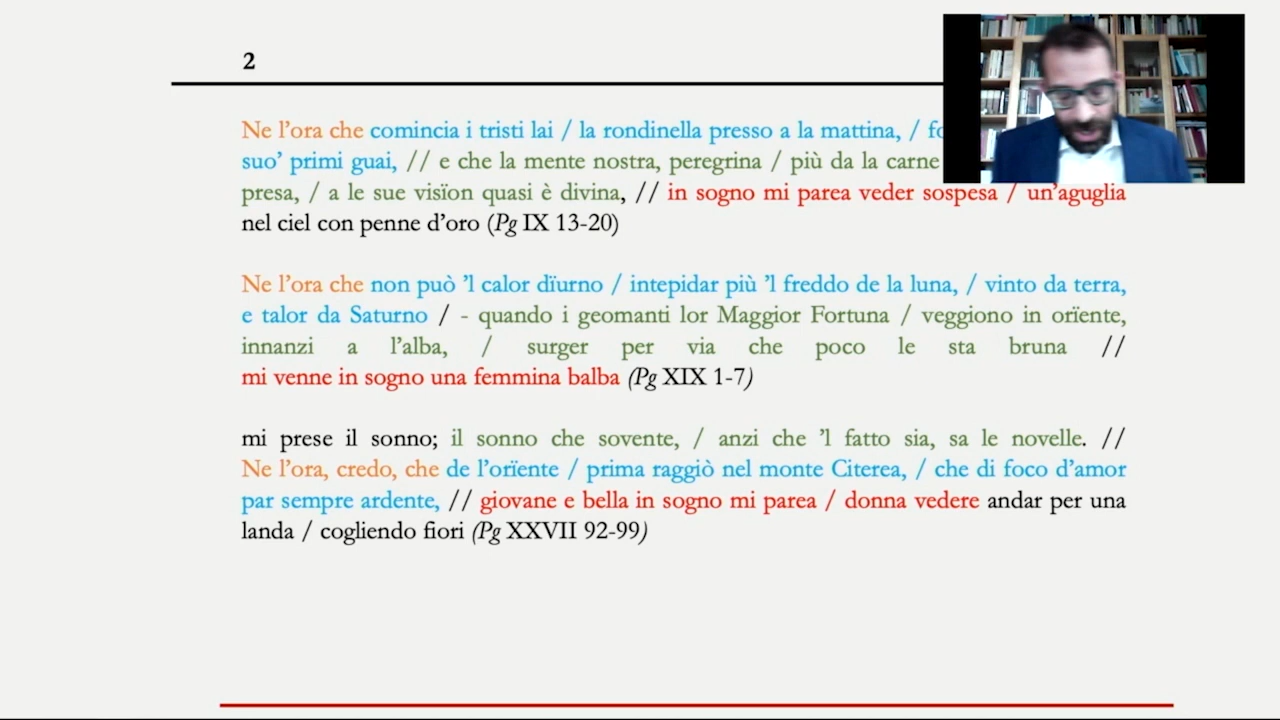 2
Ne l’ora che comincia i tristi lai / la rondinella presso a la mattina, /
suo’ primi guai, // e che la mente nostra, peregrina / più da la carne
presa, / a le sue visïon quasi è divina, // in sogno mi parea veder sospesa / un’aguglia
nel ciel con penne d’oro (Pg IX 13-20)
Ne l’ora che non può ’l calor dïurno / intepidar più ’l freddo de la luna, / vinto da terra,
e talor da Saturno / - quando i geomanti lor Maggior Fortuna / veggiono in orïente,
innanzi a l’alba, / surger per via che poco le sta bruna //
mi venne in sogno una femmina balba (Pg XIX 1-7)
mi prese il sonno; il sonno che sovente, / anzi che ’l fatto sia, sa le novelle. //
Ne l’ora, credo, che de l’orïente / prima raggiò nel monte Citerea, / che di foco d’amor
par sempre ardente, // giovane e bella in sogno mi parea / donna vedere andar per una
landa / cogliendo fiori (Pg XXVII 92-99)